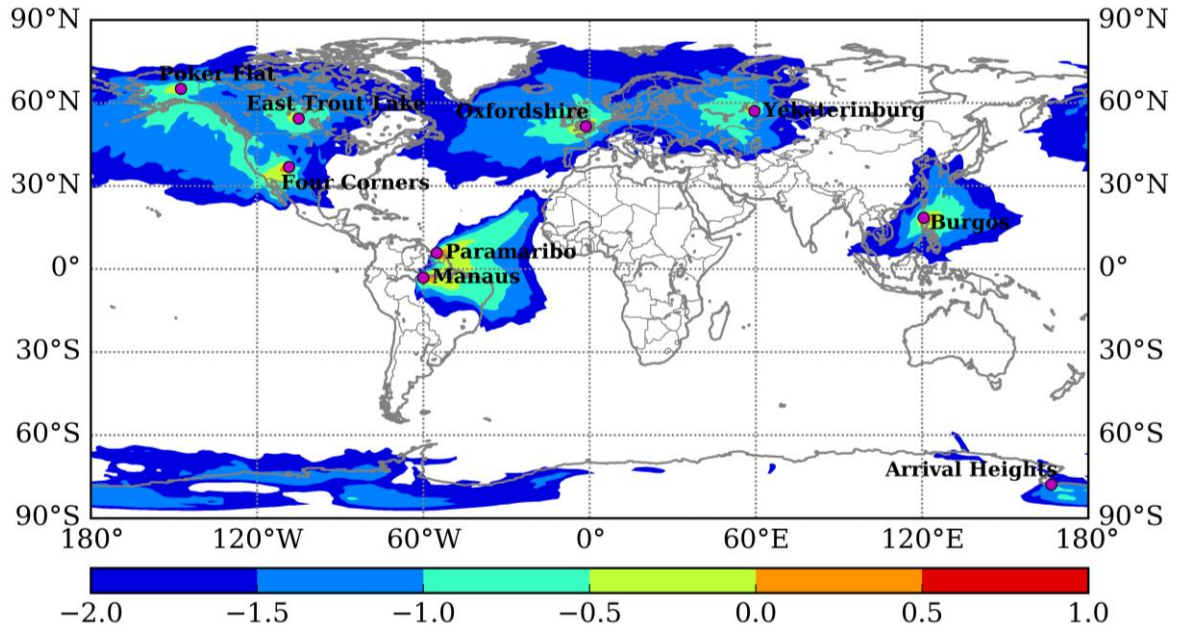 90°N 90°N
Poker Flat
60°N East Trout Lake Oxfordshire Yekaterinburg 60°N
30°N Four Corners 30°N
Burgos
Paramaribo
0° Manaus 0°
30°S 30°S
60°S 60°S
Arrival Heights
90°S 90°S
180° 120°W 60°W 0° 60°E 120°E 180°
−2.0 −1.5 −1.0 −0.5 0.0 0.5 1.0